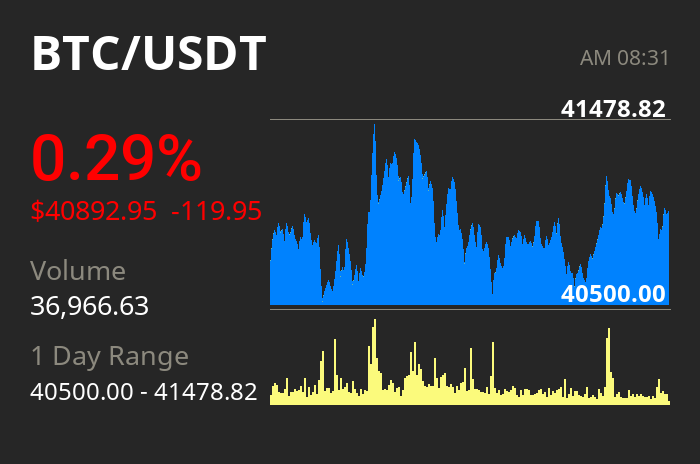 BTC/USDT
AM 08:31
41478.82
0.29%
$40892.95 -119.95
Volume
36,966.63
40500.00
1 Day Range
40500.00 - 41478.82